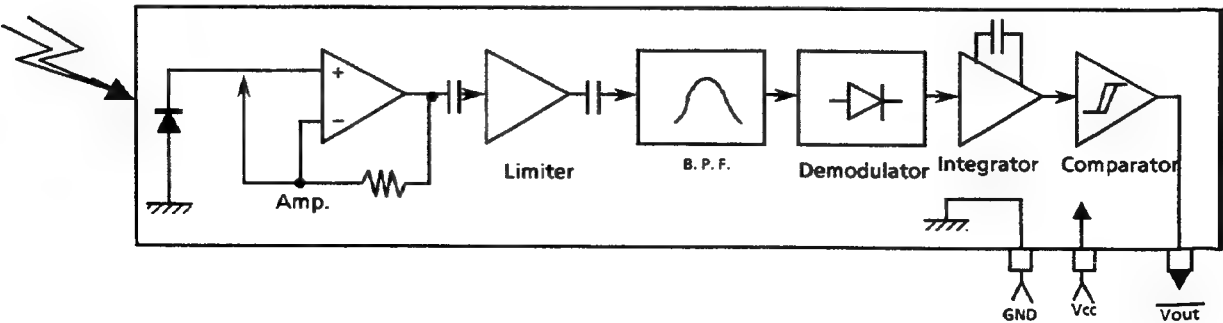 +
−
Amp.
Limiter
B. P. F.
Demodulator
Integrator
Comparator
GND
Vcc
Vout